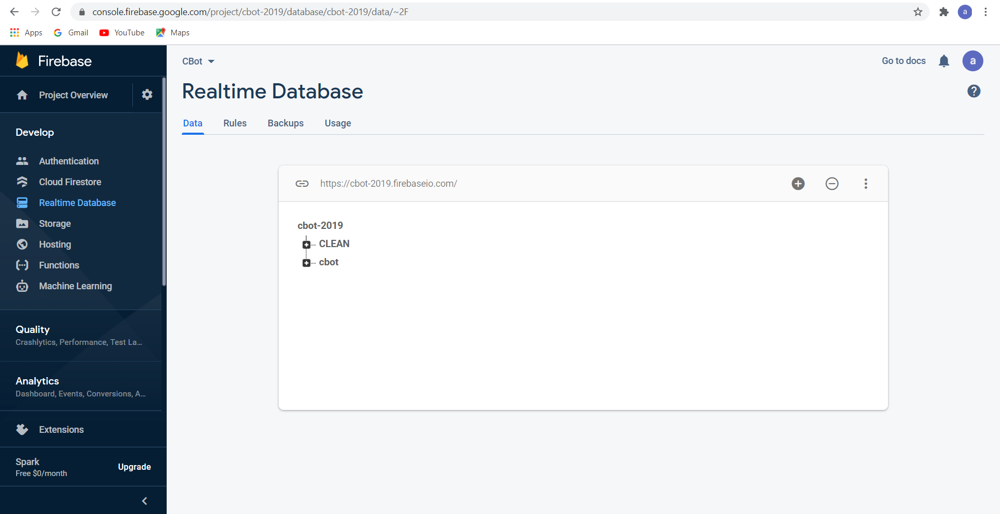 console.firebase.google.com/project/cbot-2019/database/cbot-2019/data/~2F
a
Apps
Gmail
YouTube
Maps
Firebase
Project Overview
Develop
Authentication
Cloud Firestore
Realtime Database
Storage
Hosting
Functions
Machine Learning
Quality
Crashlytics, Performance, Test La...
Analytics
Dashboard, Events, Conversions, A...
Extensions
Spark
Free $0/month
Upgrade
CBot
Go to docs
a
Realtime Database
?
Data
Rules
Backups
Usage
https://cbot-2019.firebaseio.com/
cbot-2019
CLEAN
cbot